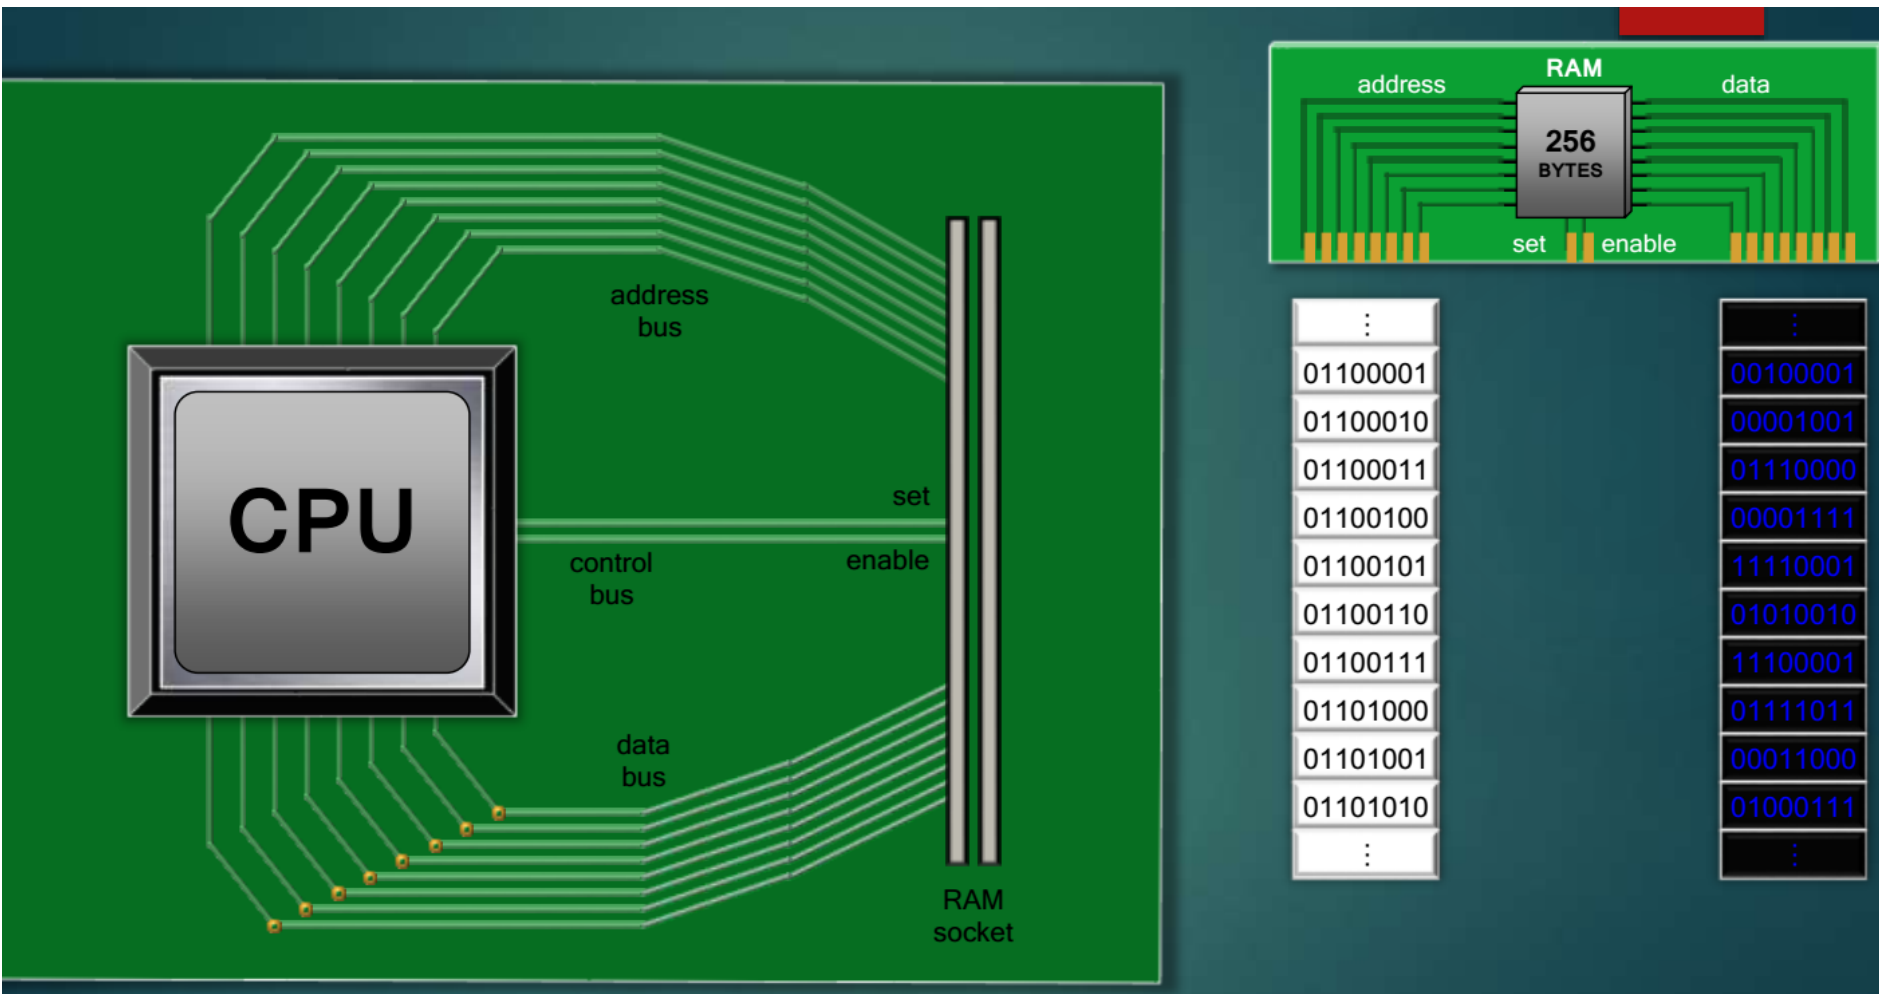 RAM
address
data
256
BYTES
set
enable
address
bus
CPU
set
control
bus
enable
data
bus
RAM
socket
⋮
01100001
01100010
01100011
01100100
01100101
01100110
01100111
01101000
01101001
01101010
⋮
⋮
00100001
00001001
01110000
00001111
11110001
01010010
11100001
01111011
00011000
01000111
⋮